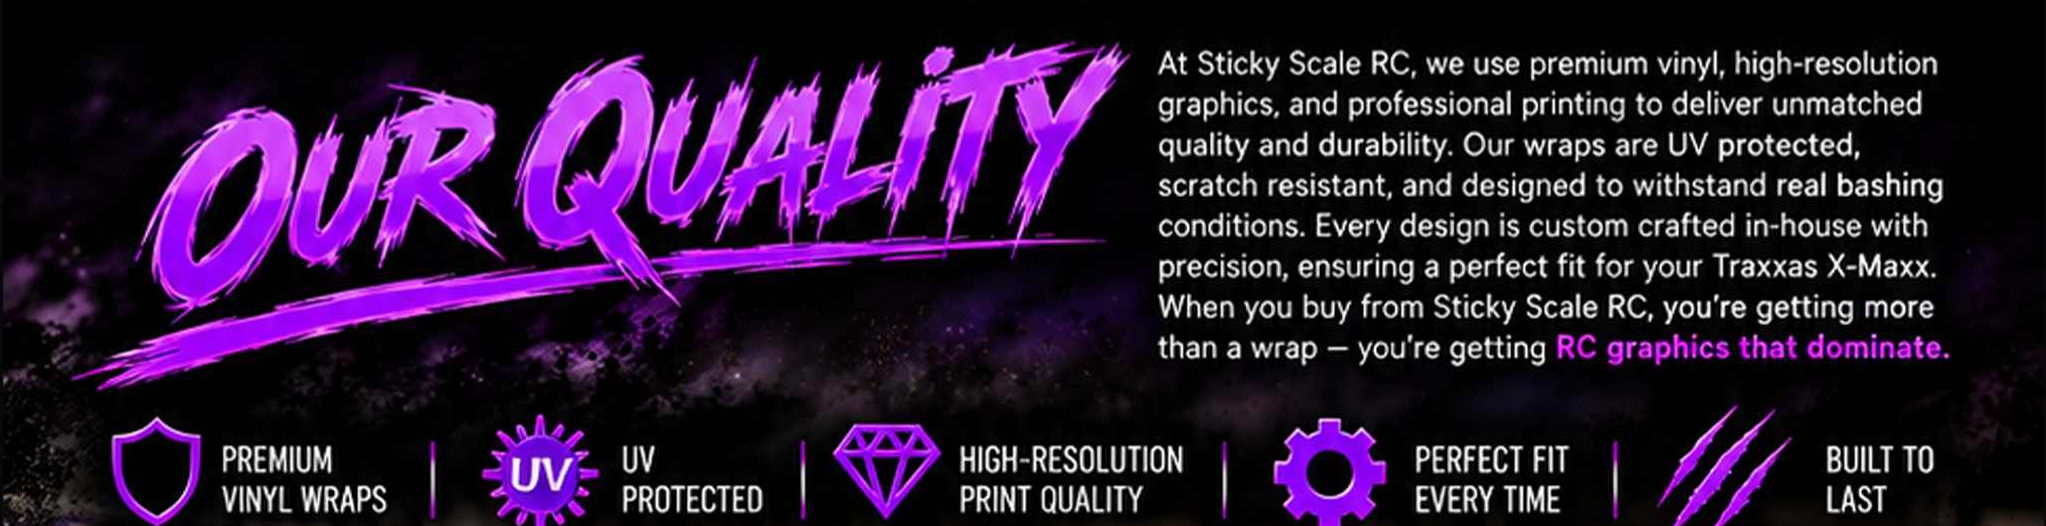 OUR QUALITY
At Sticky Scale RC, we use premium vinyl, high-resolution
graphics, and professional printing to deliver unmatched
quality and durability. Our wraps are UV protected,
scratch resistant, and designed to withstand real bashing
conditions. Every design is custom crafted in-house with
precision, ensuring a perfect fit for your Traxxas X-Maxx.
When you buy from Sticky Scale RC, you're getting more
than a wrap – you're getting RC graphics that dominate.
PREMIUM
VINYL WRAPS
UV
UV
PROTECTED
HIGH-RESOLUTION
PRINT QUALITY
PERFECT FIT
EVERY TIME
BUILT TO
LAST